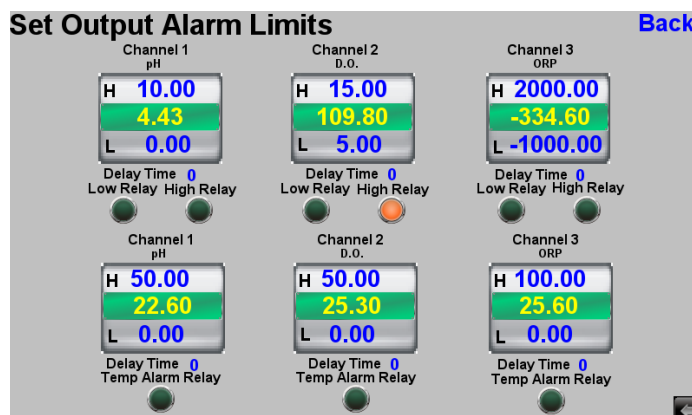 Set Output Alarm Limits Back
Channel 1 Channel 2 Channel 3
pH D.O. ORP
H 10.00 H 15.00 H 2000.00
4.43 109.80 -334.60
L 0.00 L 5.00 L -1000.00
Delay Time 0 Delay Time 0 Delay Time 0
Low Relay High Relay Low Relay High Relay Low Relay High Relay
Channel 1 Channel 2 Channel 3
pH D.O. ORP
H 50.00 H 50.00 H 100.00
22.60 25.30 25.60
L 0.00 L 0.00 L 0.00
Delay Time 0 Delay Time 0 Delay Time 0
Temp Alarm Relay Temp Alarm Relay Temp Alarm Relay